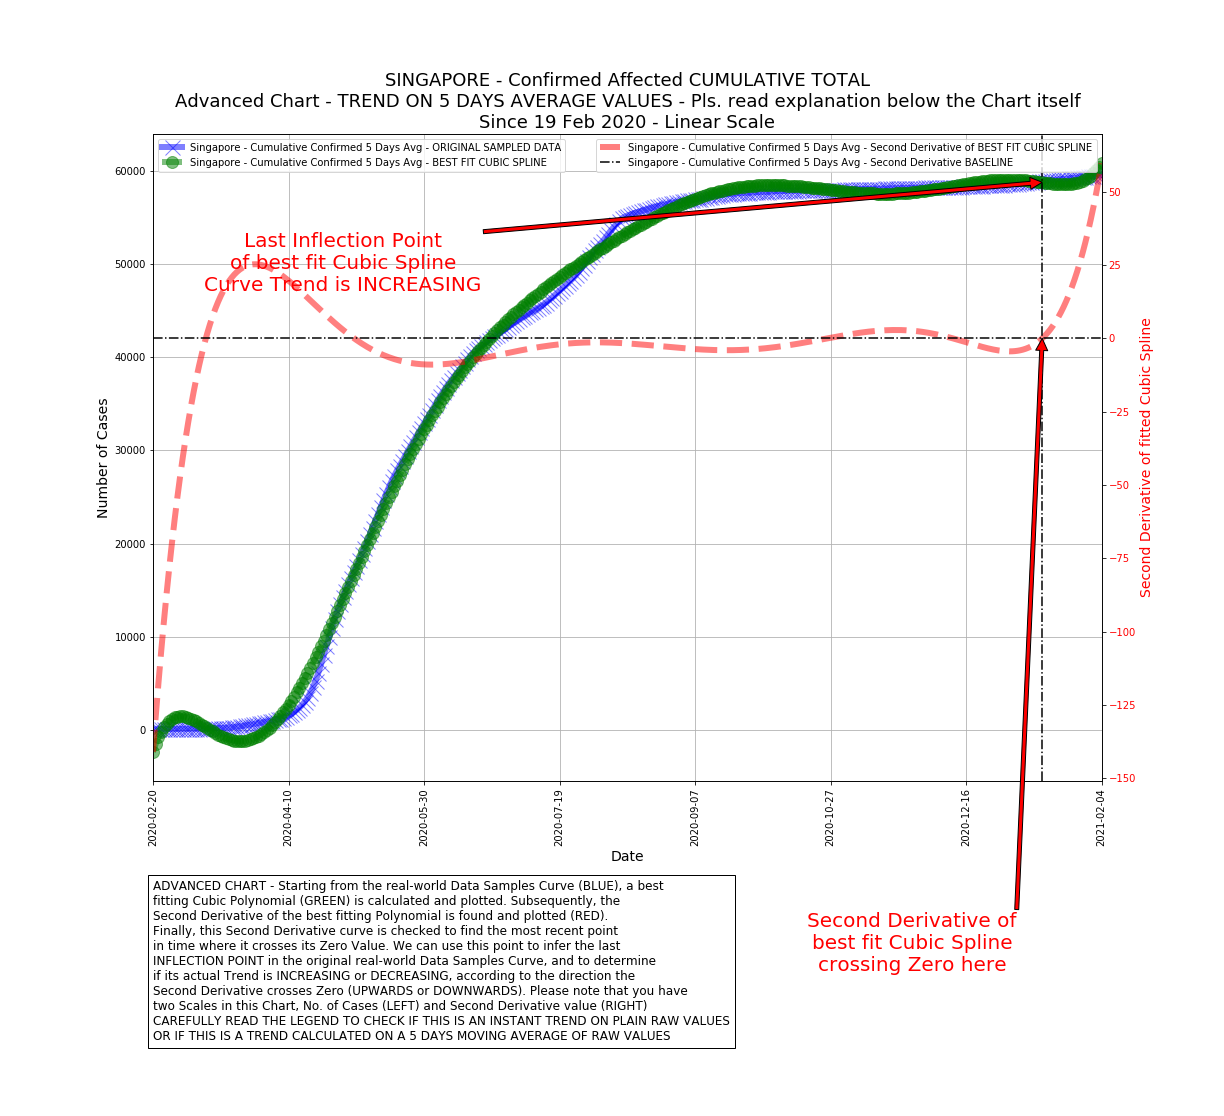 SINGAPORE - Confirmed Affected CUMULATIVE TOTAL
Advanced Chart - TREND ON 5 DAYS AVERAGE VALUES - Pls. read explanation below the Chart itself
Since 19 Feb 2020 - Linear Scale
Singapore - Cumulative Confirmed 5 Days Avg - ORIGINAL SAMPLED DATA
Singapore - Cumulative Confirmed 5 Days Avg - BEST FIT CUBIC SPLINE
Singapore - Cumulative Confirmed 5 Days Avg - Second Derivative of BEST FIT CUBIC SPLINE
Singapore - Cumulative Confirmed 5 Days Avg - Second Derivative BASELINE
Last Inflection Point
of best fit Cubic Spline
Curve Trend is INCREASING
Number of Cases
60000
50000
40000
30000
20000
10000
0
50
25
0
−25
−50
−75
−100
−125
−150
Second Derivative of fitted Cubic Spline
2020-02-20
2020-04-10
2020-05-30
2020-07-19
2020-09-07
2020-10-27
2020-12-16
2021-02-04
Date
ADVANCED CHART - Starting from the real-world Data Samples Curve (BLUE), a best
fitting Cubic Polynomial (GREEN) is calculated and plotted. Subsequently, the
Second Derivative of the best fitting Polynomial is found and plotted (RED).
Finally, this Second Derivative curve is checked to find the most recent point
in time where it crosses its Zero Value. We can use this point to infer the last
INFLECTION POINT in the original real-world Data Samples Curve, and to determine
if its actual Trend is INCREASING or DECREASING, according to the direction the
Second Derivative crosses Zero (UPWARDS or DOWNWARDS). Please note that you have
two Scales in this Chart, No. of Cases (LEFT) and Second Derivative value (RIGHT)
CAREFULLY READ THE LEGEND TO CHECK IF THIS IS AN INSTANT TREND ON PLAIN RAW VALUES
OR IF THIS IS A TREND CALCULATED ON A 5 DAYS MOVING AVERAGE OF RAW VALUES
Second Derivative of
best fit Cubic Spline
crossing Zero here